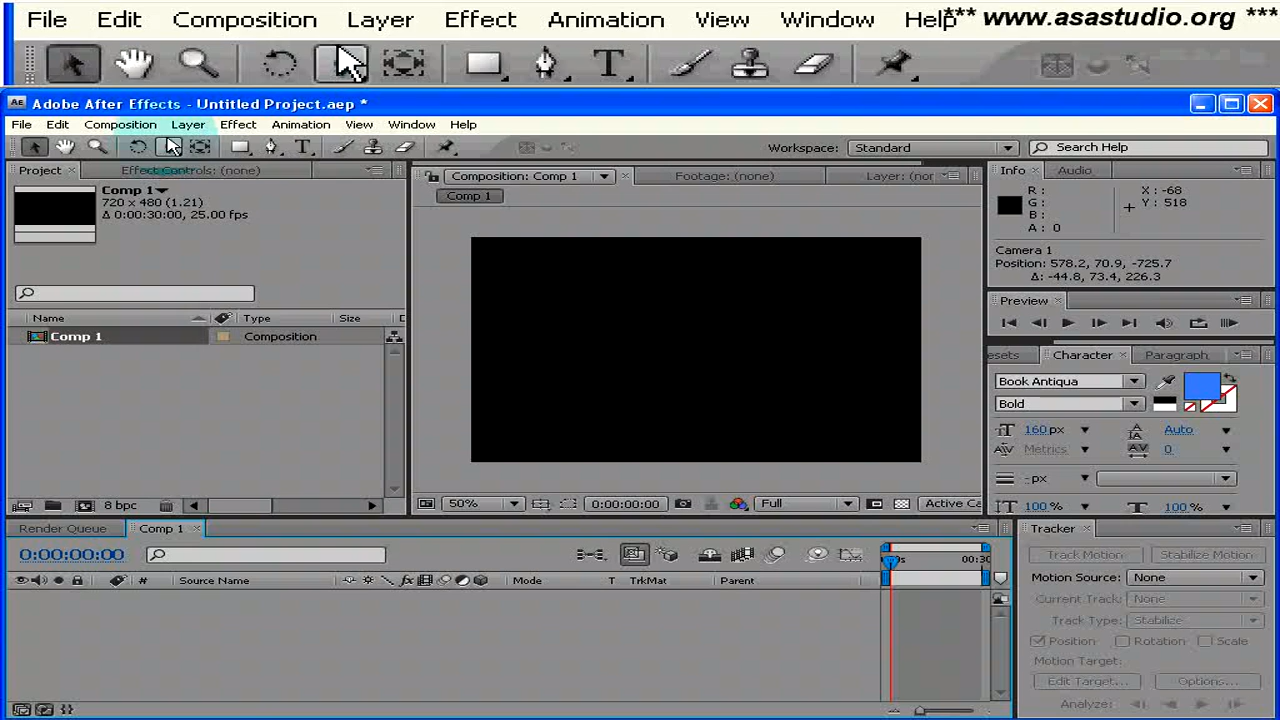 File Edit Composition Layer Effect Animation View Window Help
*** www.asastudio.org ***
T
Adobe After Effects - Untitled Project.aep *
File Edit Composition Layer Effect Animation View Window Help
T
Workspace: Standard
Search Help
Project
Effect Controls: (none)
Comp 1
720 x 480 (1.21)
Δ 0:00:30:00, 25.00 fps
Name Type Size
Comp 1 Composition
8 bpc
Composition: Comp 1
Footage: (none)
Layer: (nor
Comp 1
50%
0:00:00:00
Full
Active Ca
Info Audio
R : X : -68
G : Y : 518
B :
A : 0
Camera 1
Position: 578.2, 70.9, -725.7
Δ: -44.8, 73.4, 226.3
Preview
esets Character Paragraph
Book Antiqua
Bold
160 px Auto
Metrics 0
- px
100 % 100 %
Render Queue Comp 1
0:00:00:00
# Source Name
fx
Mode T TrkMat Parent
00:30
Tracker
Track Motion Stabilize Motion
Motion Source: None
Current Track: None
Track Type: Stabilize
Position Rotation Scale
Motion Target:
Edit Target... Options...
Analyze: